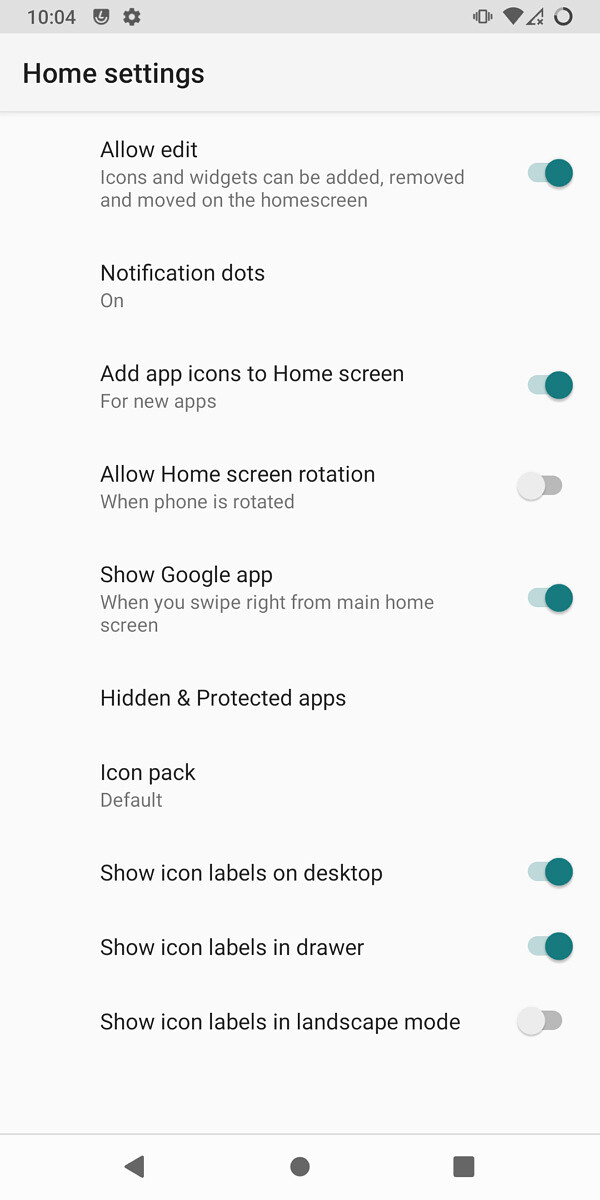 10:04
Home settings
Allow edit
Icons and widgets can be added, removed
and moved on the homescreen
Notification dots
On
Add app icons to Home screen
For new apps
Allow Home screen rotation
When phone is rotated
Show Google app
When you swipe right from main home
screen
Hidden & Protected apps
Icon pack
Default
Show icon labels on desktop
Show icon labels in drawer
Show icon labels in landscape mode